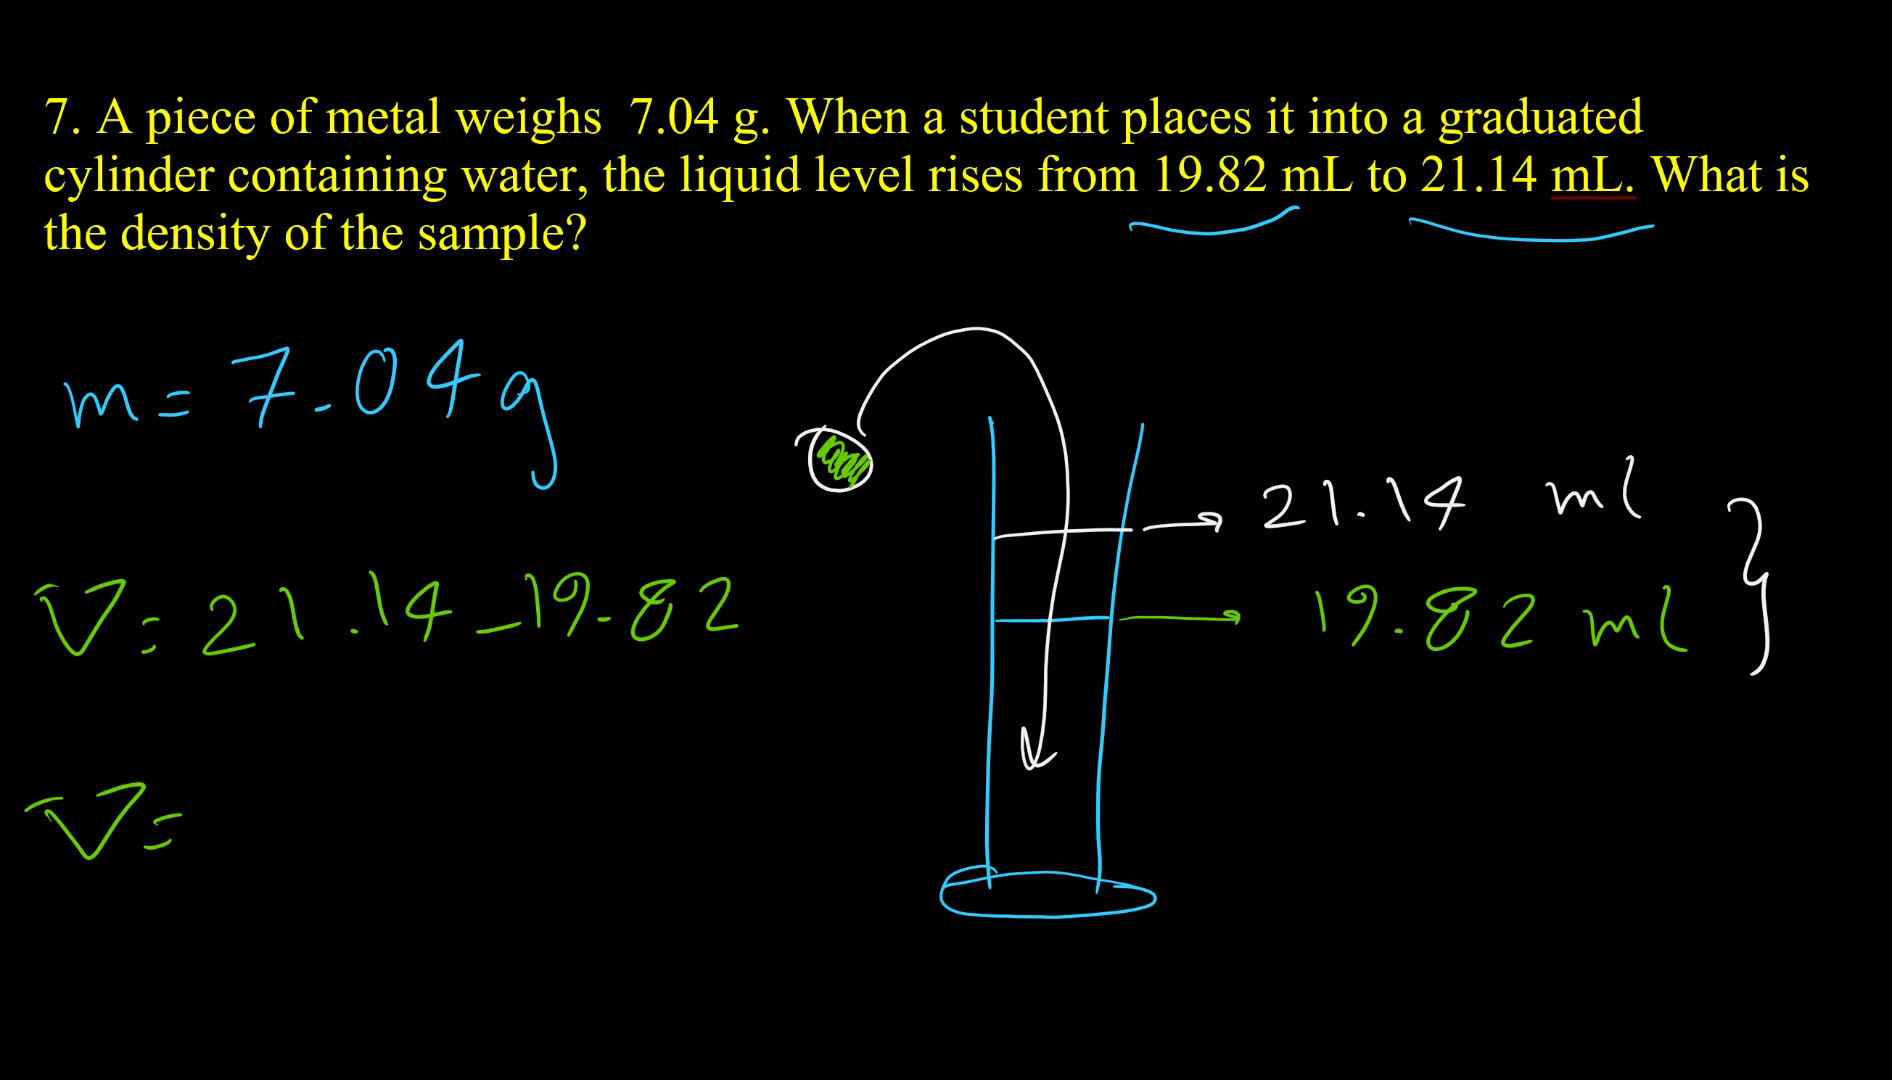 7. A piece of metal weighs 7.04 g. When a student places it into a graduated
cylinder containing water, the liquid level rises from 19.82 mL to 21.14 mL. What is
the density of the sample?
m = 7.04 g
21.14 ml
V = 21.14 - 19.82
19.82 ml
V =